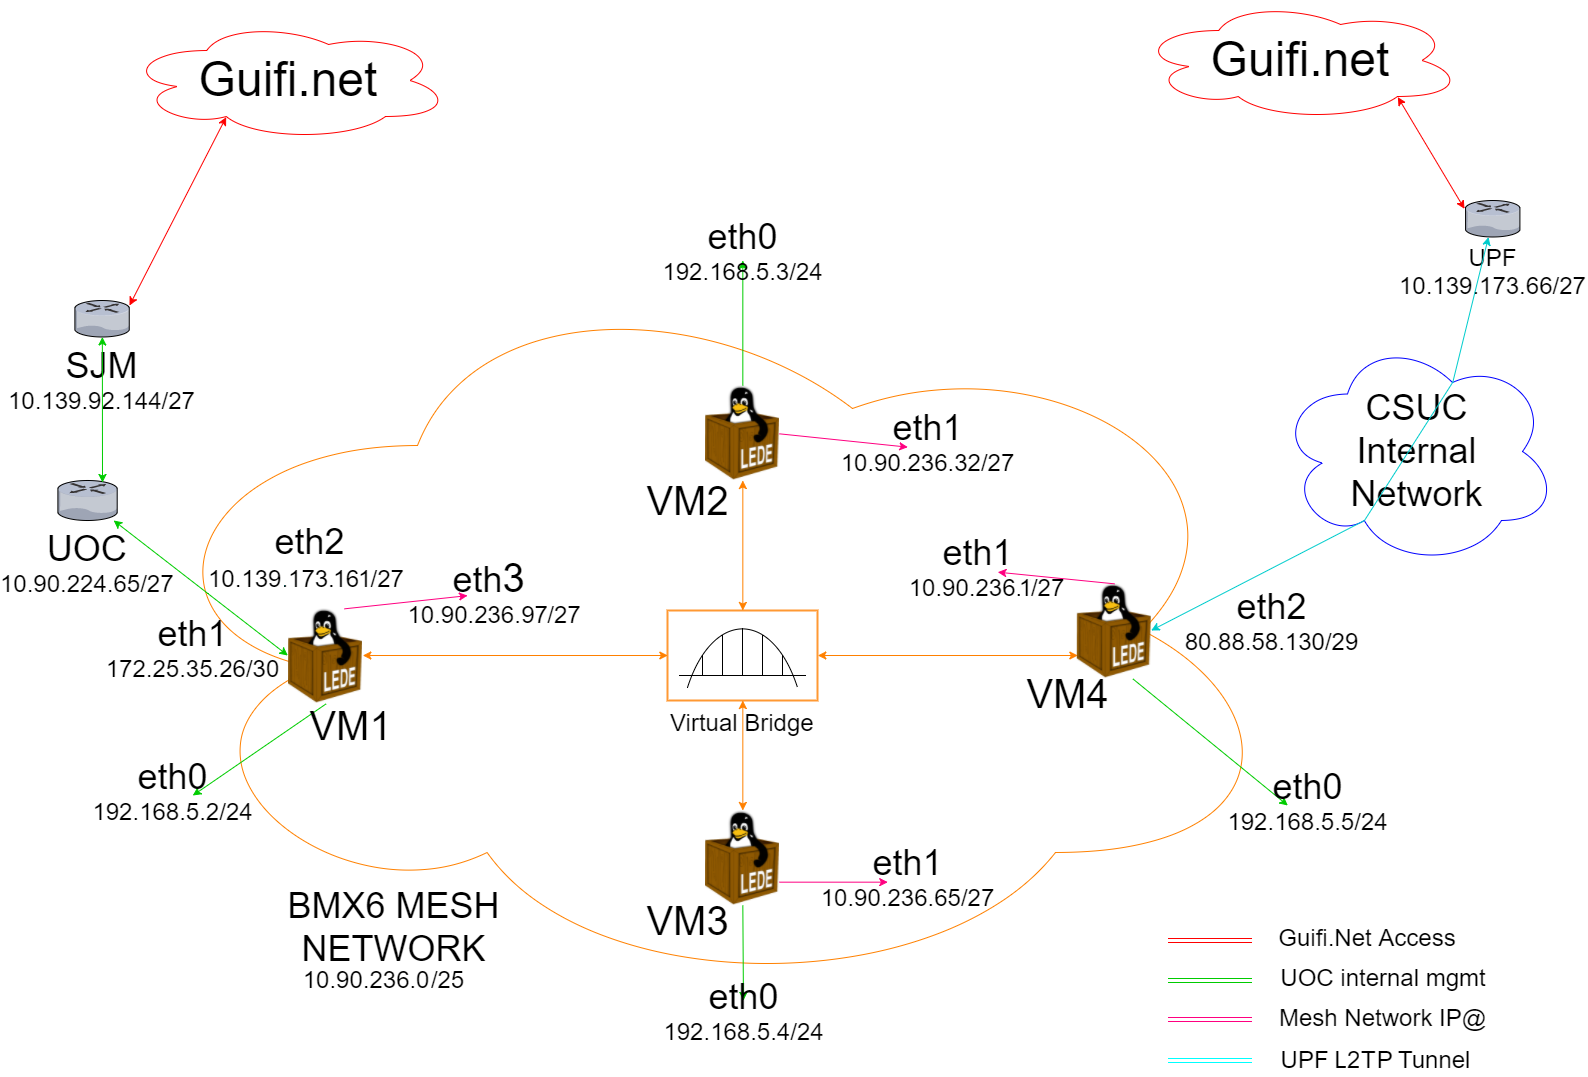 Guifi.net
Guifi.net
UPF
10.139.173.66/27
eth0
192.168.5.3/24
SJM
10.139.92.144/27
CSUC
Internal
Network
LEDE
VM2
eth1
10.90.236.32/27
UOC
10.90.224.65/27
eth2
10.139.173.161/27
eth3
10.90.236.97/27
eth1
172.25.35.26/30
LEDE
VM1
eth0
192.168.5.2/24
Virtual Bridge
eth1
10.90.236.1/27
LEDE
VM4
eth2
80.88.58.130/29
eth0
192.168.5.5/24
LEDE
VM3
eth1
10.90.236.65/27
eth0
192.168.5.4/24
BMX6 MESH
NETWORK
10.90.236.0/25
Guifi.Net Access
UOC internal mgmt
Mesh Network IP@
UPF L2TP Tunnel